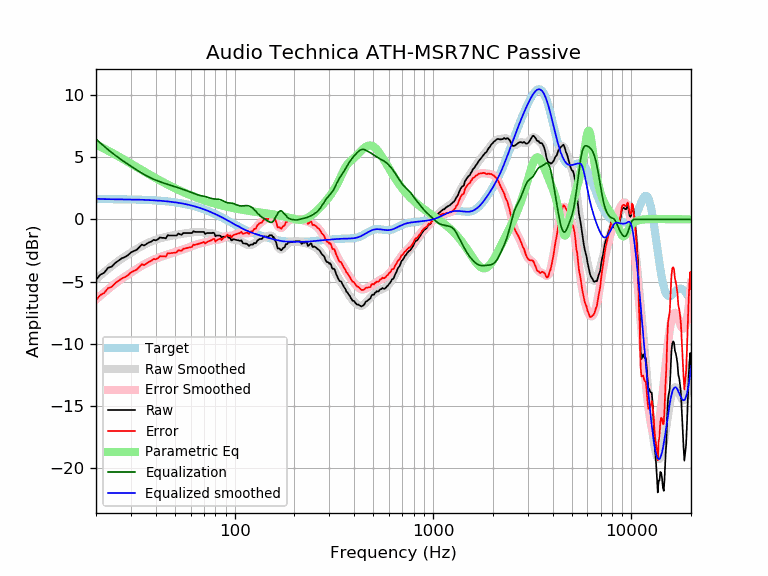 Audio Technica ATH-MSR7NC Passive
10
5
0
−5
−10
−15
−20
Amplitude (dBr)
Target
Raw Smoothed
Error Smoothed
Raw
Error
Parametric Eq
Equalization
Equalized smoothed
100
1000
10000
Frequency (Hz)